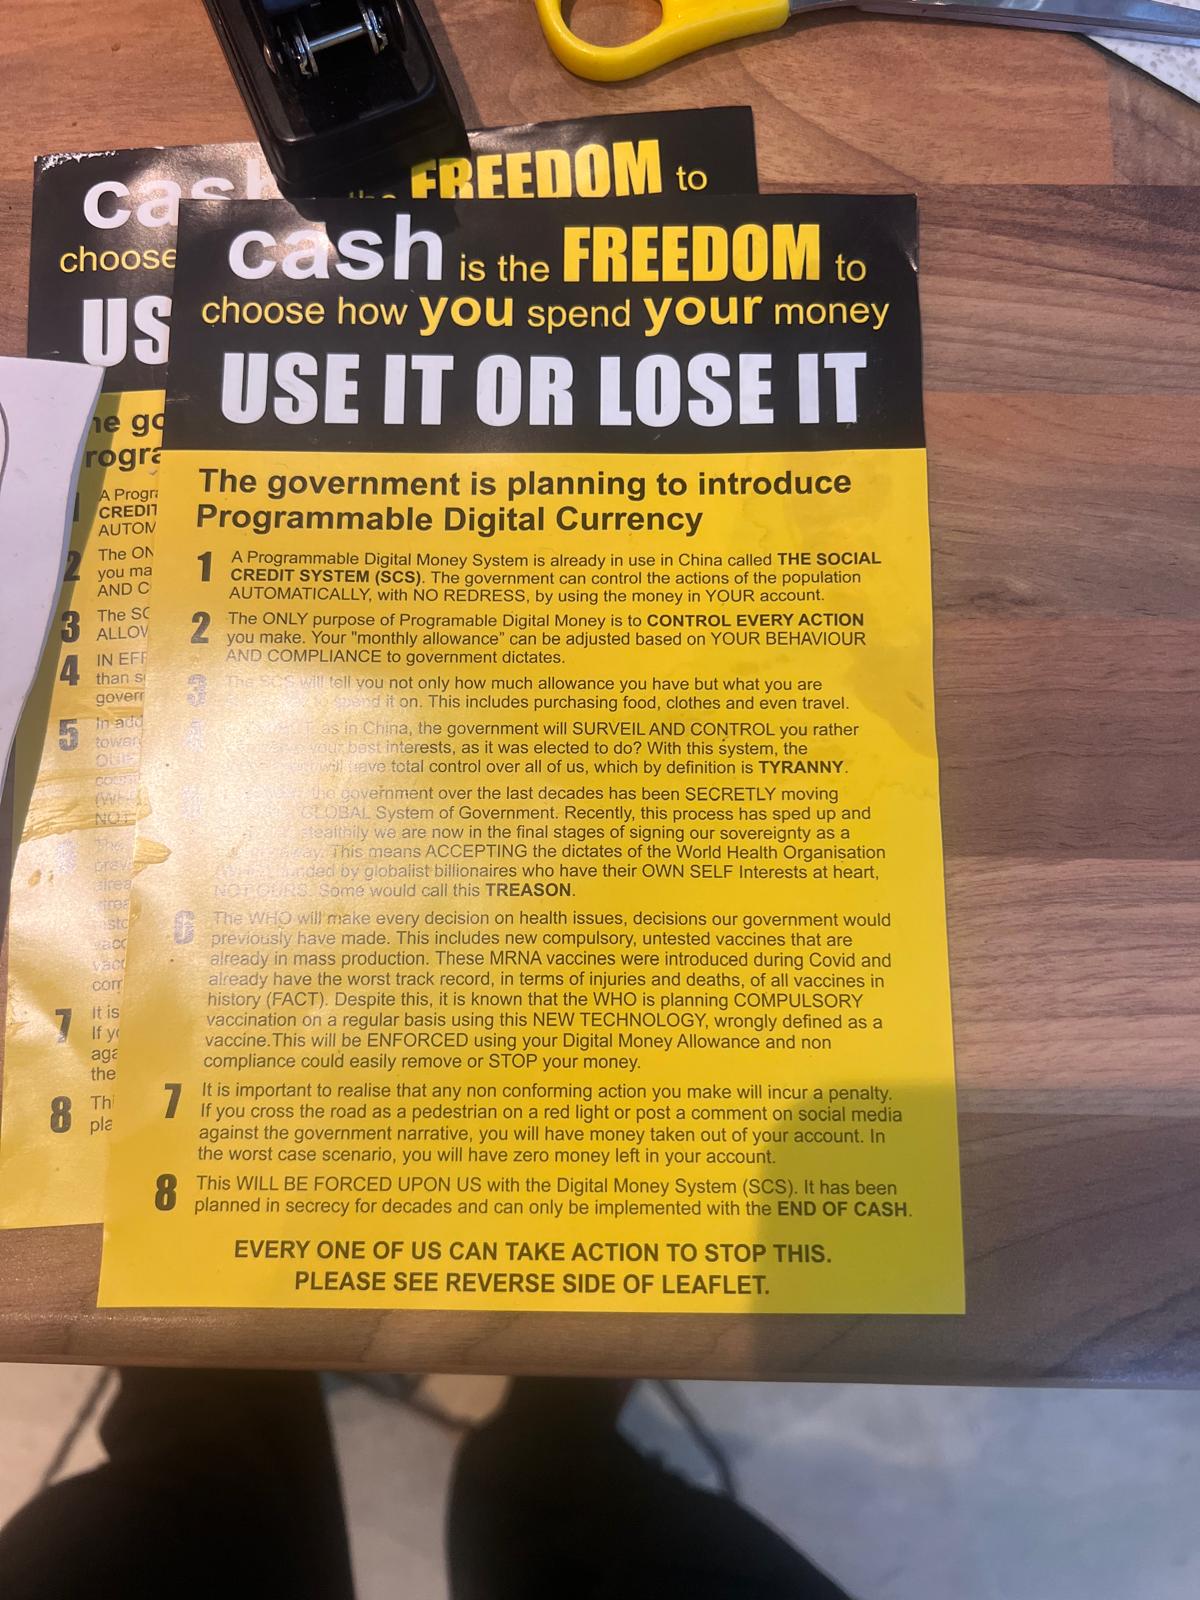 cash the FREEDOM to
choose
US
cash is the FREEDOM to
choose how you spend your money
USE IT OR LOSE IT
The government is planning to introduce
Programmable Digital Currency
1 A Programmable Digital Money System is already in use in China called THE SOCIAL
CREDIT SYSTEM (SCS). The government can control the actions of the population
AUTOMATICALLY, with NO REDRESS, by using the money in YOUR account.
2 The ONLY purpose of Programable Digital Money is to CONTROL EVERY ACTION
you make. Your "monthly allowance" can be adjusted based on YOUR BEHAVIOUR
AND COMPLIANCE to government dictates.
3 The SCS will tell you not only how much allowance you have but what you are
to spend it on. This includes purchasing food, clothes and even travel.
4 as in China, the government will SURVEIL AND CONTROL you rather
your best interests, as it was elected to do? With this system, the
will have total control over all of us, which by definition is TYRANNY.
the government over the last decades has been SECRETLY moving
GLOBAL System of Government. Recently, this process has sped up and
stealthily we are now in the final stages of signing our sovereignty as a
This means ACCEPTING the dictates of the World Health Organisation
funded by globalist billionaires who have their OWN SELF Interests at heart,
NOT OURS. Some would call this TREASON.
6 The WHO will make every decision on health issues, decisions our government would
previously have made. This includes new compulsory, untested vaccines that are
already in mass production. These MRNA vaccines were introduced during Covid and
already have the worst track record, in terms of injuries and deaths, of all vaccines in
history (FACT). Despite this, it is known that the WHO is planning COMPULSORY
vaccination on a regular basis using this NEW TECHNOLOGY, wrongly defined as a
vaccine.This will be ENFORCED using your Digital Money Allowance and non
compliance could easily remove or STOP your money.
7 It is important to realise that any non conforming action you make will incur a penalty.
If you cross the road as a pedestrian on a red light or post a comment on social media
against the government narrative, you will have money taken out of your account. In
the worst case scenario, you will have zero money left in your account.
8 This WILL BE FORCED UPON US with the Digital Money System (SCS). It has been
planned in secrecy for decades and can only be implemented with the END OF CASH.
EVERY ONE OF US CAN TAKE ACTION TO STOP THIS.
PLEASE SEE REVERSE SIDE OF LEAFLET.